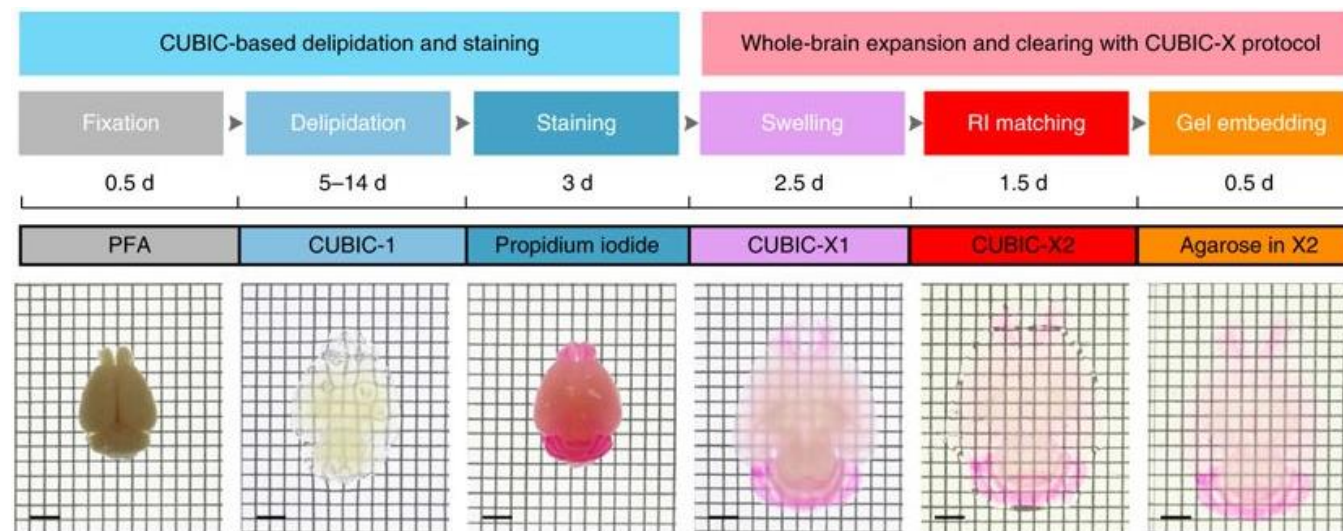 CUBIC-based delipidation and staining
Whole-brain expansion and clearing with CUBIC-X protocol
Fixation
Delipidation
Staining
Swelling
RI matching
Gel embedding
0.5 d
5–14 d
3 d
2.5 d
1.5 d
0.5 d
PFA
CUBIC-1
Propidium iodide
CUBIC-X1
CUBIC-X2
Agarose in X2